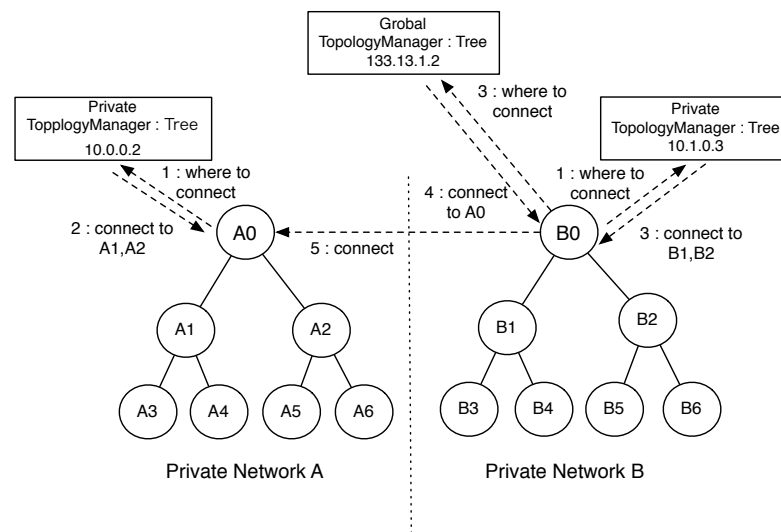 Grobal
TopologyManager : Tree
133.13.1.2
Private
TopplogyManager : Tree
10.0.0.2
Private
TopologyManager : Tree
10.1.0.3
3 : where to
connect
1 : where to
connect
1 : where to
connect
2 : connect to
A1,A2
4 : connect
to A0
3 : connect to
B1,B2
5 : connect
A0
B0
A1
A2
B1
B2
A3
A4
A5
A6
B3
B4
B5
B6
Private Network A
Private Network B